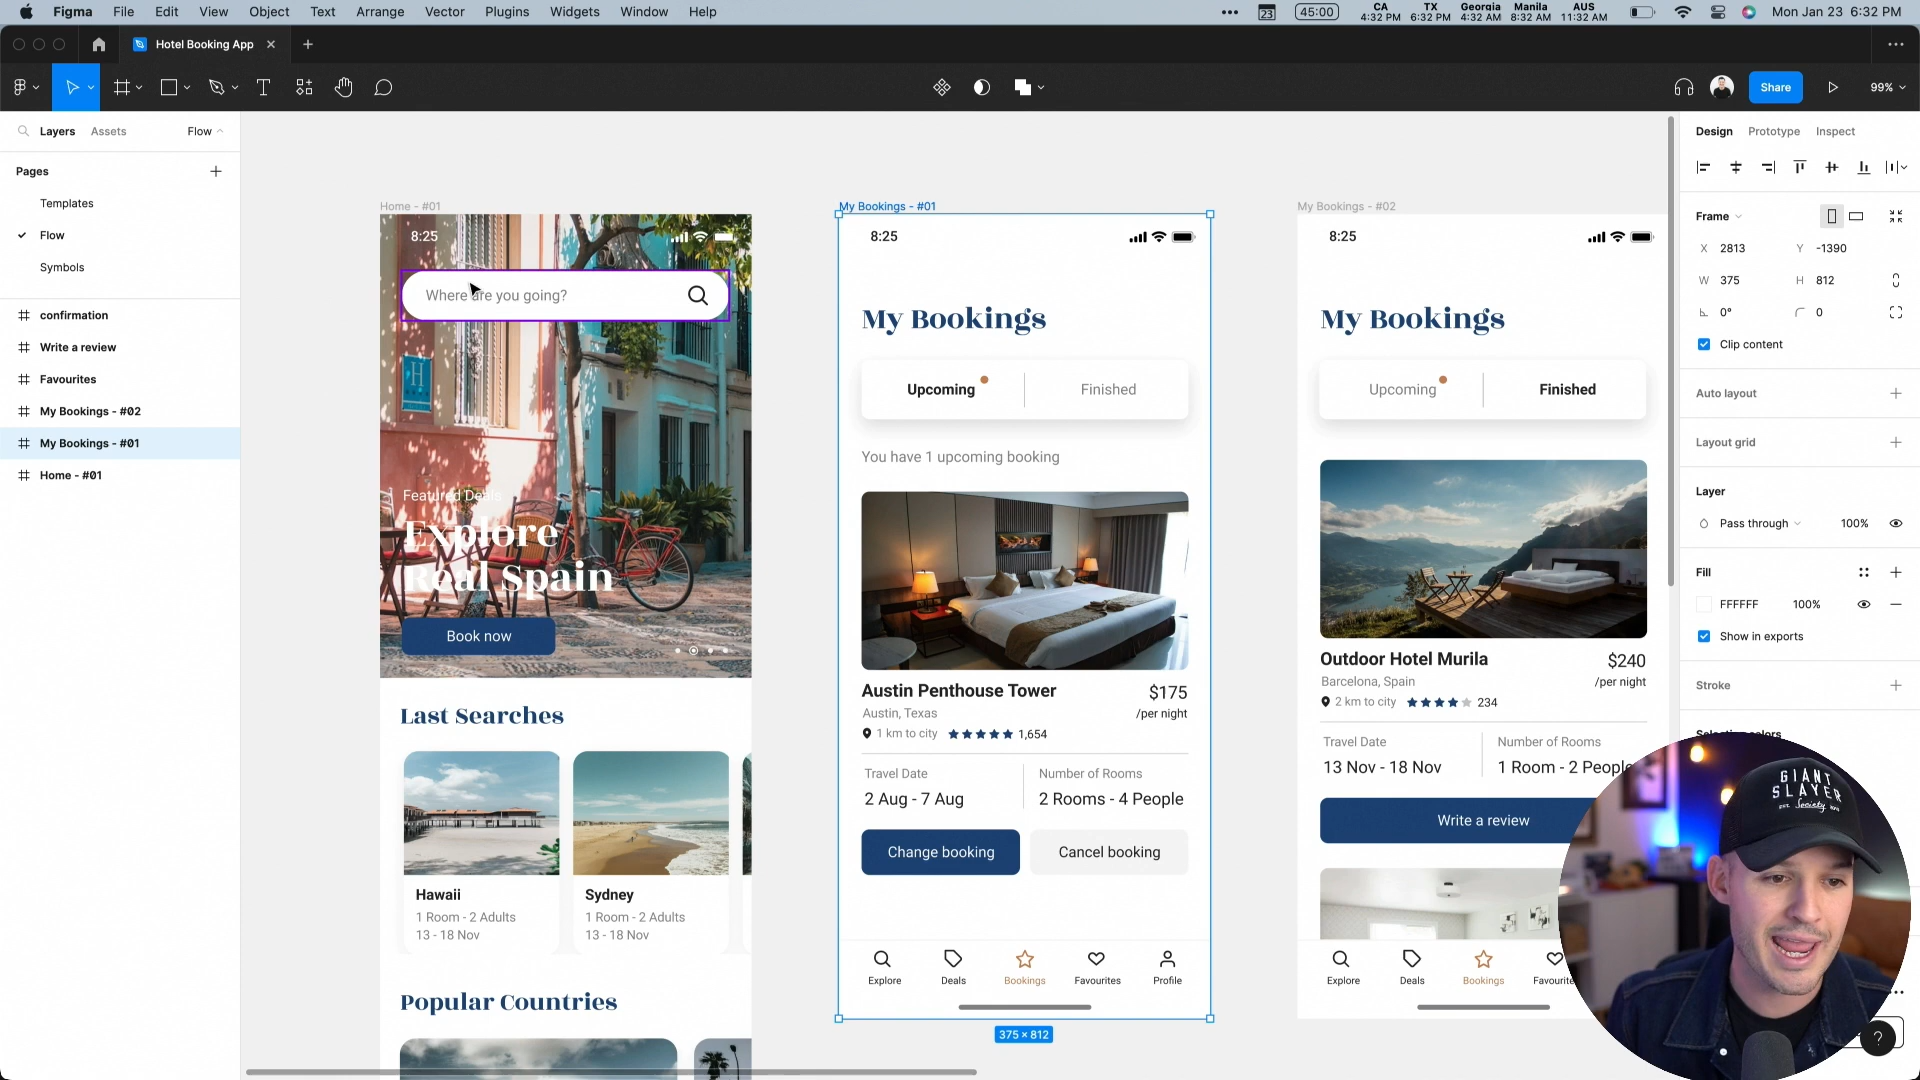 Figma File Edit View Object Text Arrange Vector Plugins Widgets Window Help
23 45:00
CA 4:32 PM TX 6:32 PM Georgia 4:32 AM Manila 8:32 AM AUS 11:32 AM
Mon Jan 23 6:32 PM
Hotel Booking App
Share
99%
Layers Assets Flow
Pages
Templates
Flow
Symbols
confirmation
Write a review
Favourites
My Bookings - #02
My Bookings - #01
Home - #01
Home - #01
8:25
Where are you going?
H
Featured Deals
Explore
Real Spain
Book now
Last Searches
Hawaii
1 Room - 2 Adults
13 - 18 Nov
Sydney
1 Room - 2 Adults
13 - 18 Nov
Popular Countries
My Bookings - #01
8:25
My Bookings
Upcoming Finished
You have 1 upcoming booking
Austin Penthouse Tower $175
Austin, Texas /per night
1 km to city 1,654
Travel Date Number of Rooms
2 Aug - 7 Aug 2 Rooms - 4 People
Change booking Cancel booking
Explore Deals Bookings Favourites Profile
375 × 812
My Bookings - #02
8:25
My Bookings
Upcoming Finished
Outdoor Hotel Murila $240
Barcelona, Spain /per night
2 km to city 234
Travel Date Number of Rooms
13 Nov - 18 Nov 1 Room - 2 People
Write a review
Explore Deals Bookings Favourite
Design Prototype Inspect
Frame
X 2813 Y -1390
W 375 H 812
0° 0
Clip content
Auto layout
Layout grid
Layer
Pass through 100%
Fill
FFFFFF 100%
Show in exports
Stroke
Selection colors
GIANT
SLAYER
Society
?